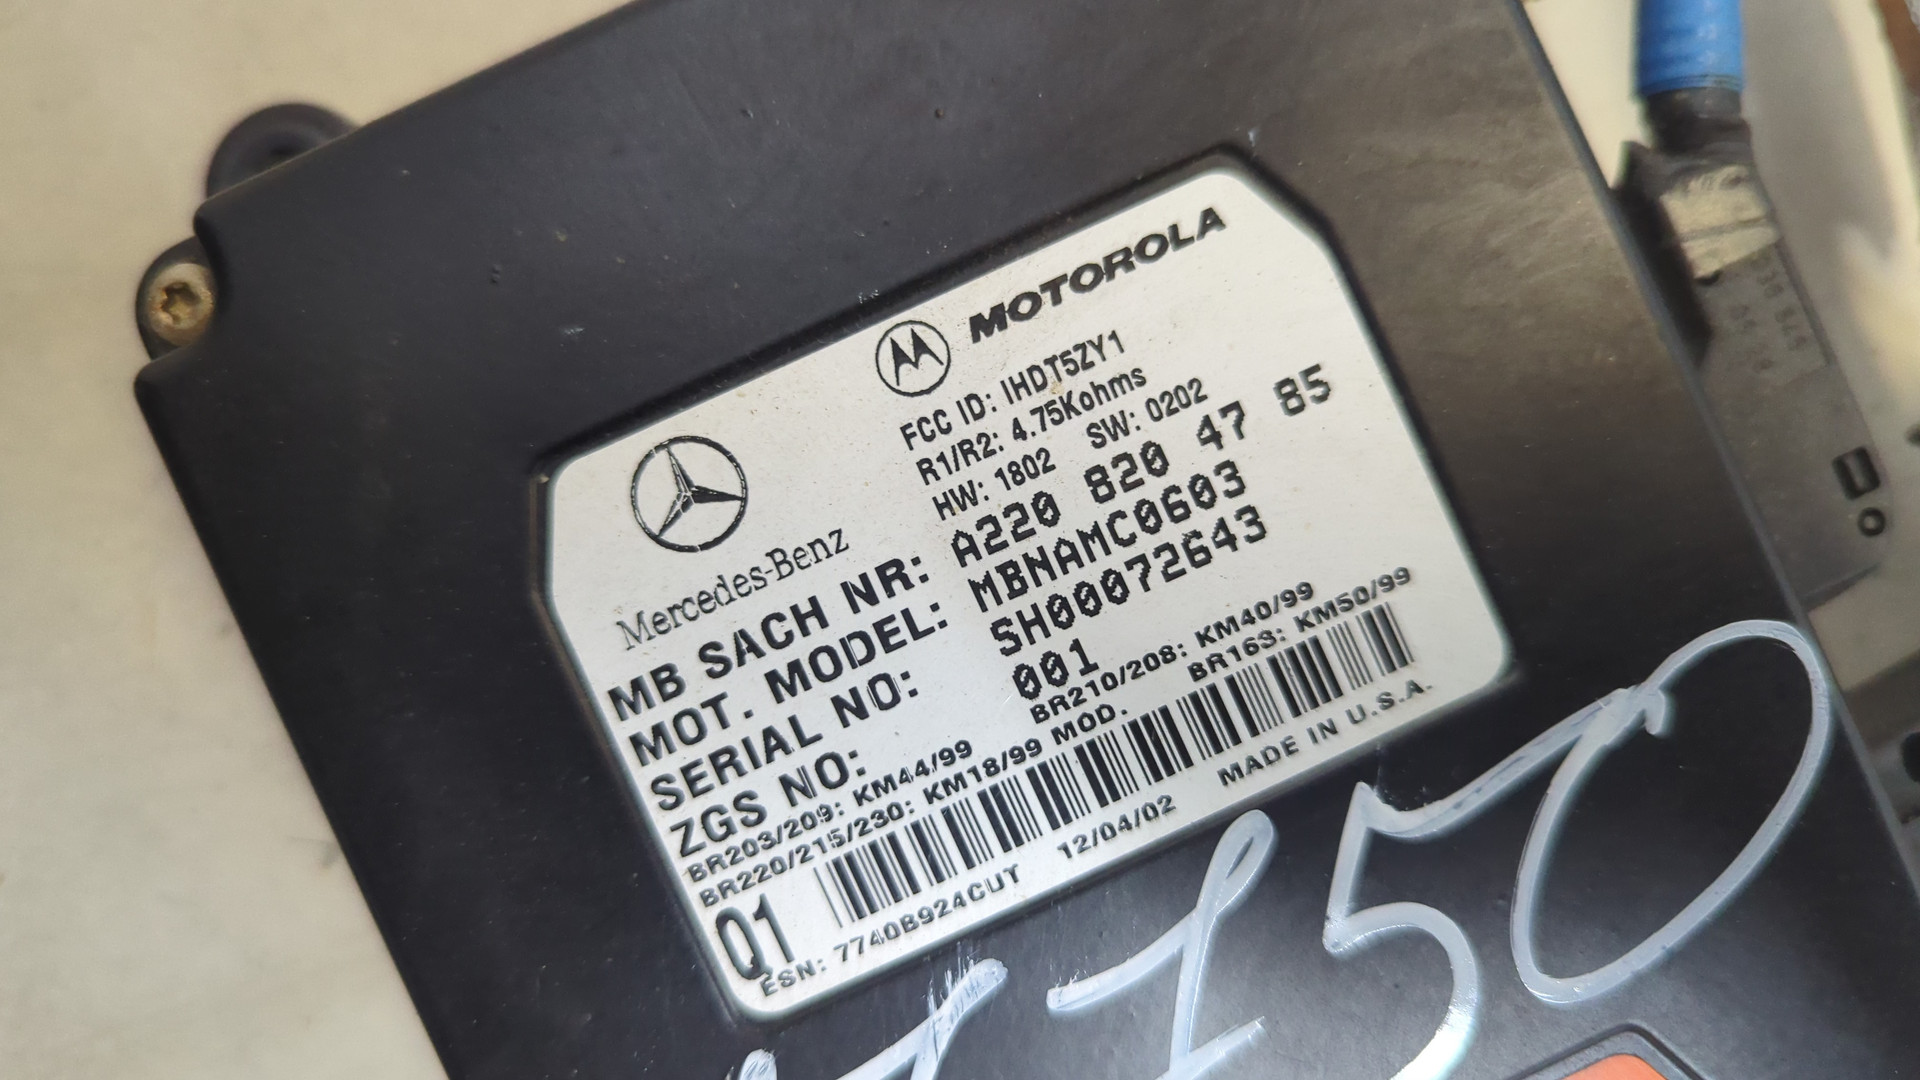 MOTOROLA
FCC ID: IHDT5ZY1
R1/R2: 4.75Kohms
HW: 1802 SW: 0202
Mercedes-Benz
MB SACH NR: A220 820 47 85
MOT. MODEL: MBNAMC0603
SERIAL NO: SH00072643
ZGS NO: 001
BR203/209: KM44/99 BR210/208: KM40/99
BR220/215/230: KM18/99 MOD. BR163: KM50/99
Q1
ESN: 7740B924CUT 12/04/02 MADE IN U.S.A.